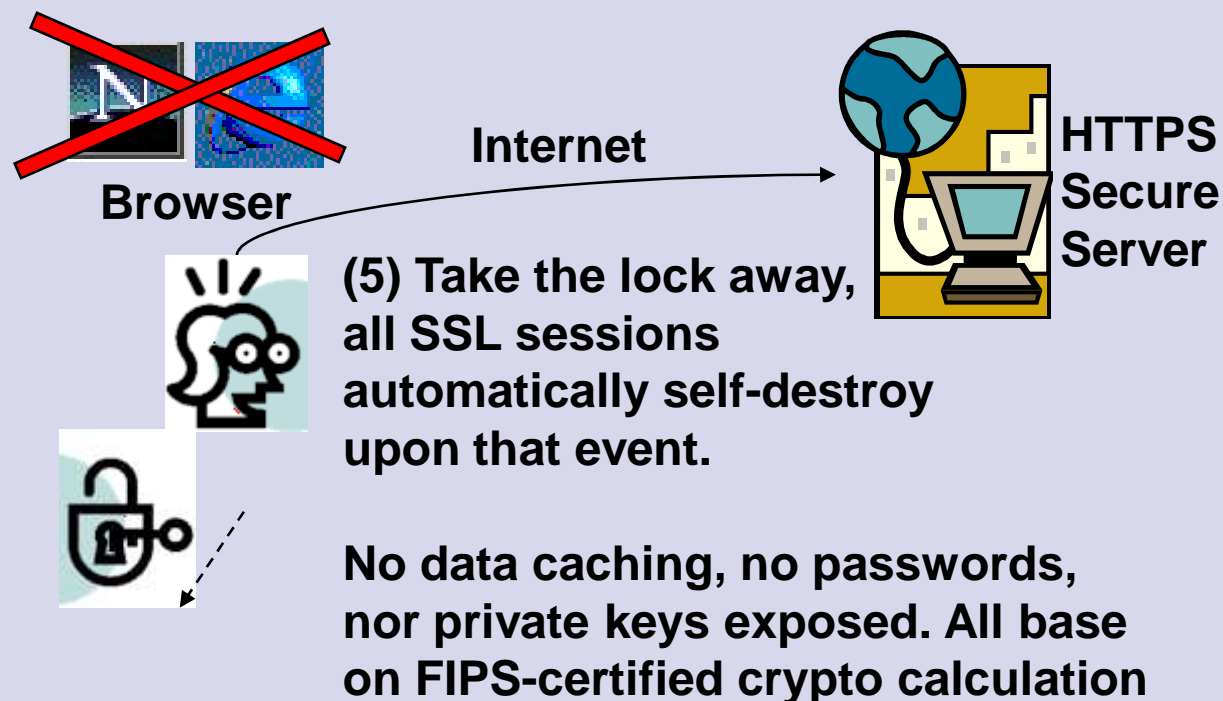 N
Internet
HTTPS
Secure
Server
Browser
(5) Take the lock away,
all SSL sessions
automatically self-destroy
upon that event.
No data caching, no passwords,
nor private keys exposed. All base
on FIPS-certified crypto calculation